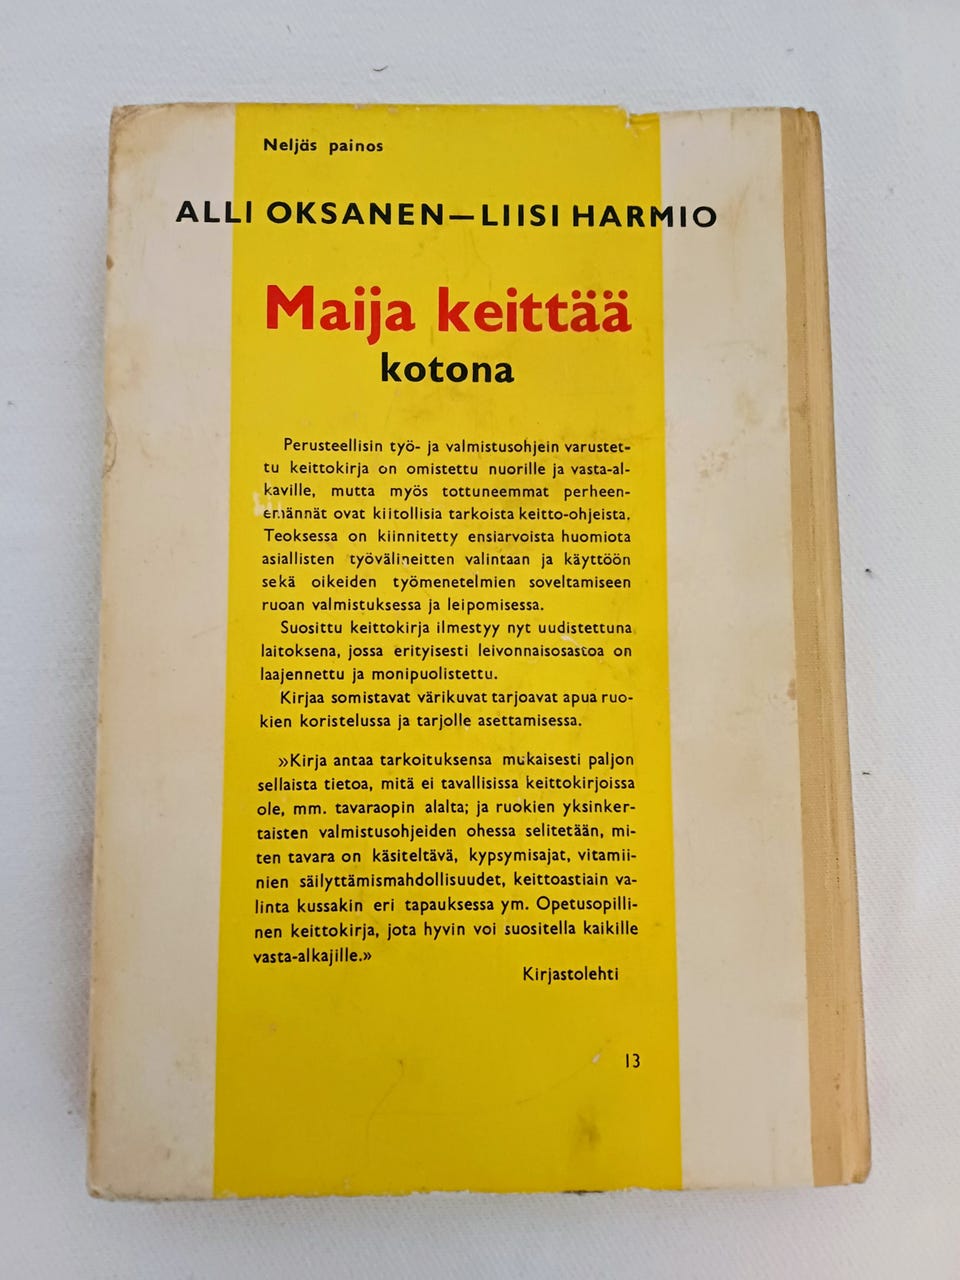 Neljäs painos
ALLI OKSANEN—LIISI HARMIO
Maija keittää
kotona
Perusteellisin työ- ja valmistusohjein varustet-
tu keittokirja on omistettu nuorille ja vasta-al-
kaville, mutta myös tottuneemmat perheen-
emännät ovat kiitollisia tarkoista keitto-ohjeista.
Teoksessa on kiinnitetty ensiarvoista huomiota
asiallisten työvälineitten valintaan ja käyttöön
sekä oikeiden työmenetelmien soveltamiseen
ruoan valmistuksessa ja leipomisessa.
Suosittu keittokirja ilmestyy nyt uudistettuna
laitoksena, jossa erityisesti leivonnaisosastoa on
laajennettu ja monipuolistettu.
Kirjaa somistavat värikuvat tarjoavat apua ruo-
kien koristelussa ja tarjolle asettamisessa.
»Kirja antaa tarkoituksensa mukaisesti paljon
sellaista tietoa, mitä ei tavallisissa keittokirjoissa
ole, mm. tavaraopin alalta; ja ruokien yksinker-
taisten valmistusohjeiden ohessa selitetään, mi-
ten tavara on käsiteltävä, kypsymisajat, vitamii-
nien säilyttämismahdollisuudet, keittoastiain va-
linta kussakin eri tapauksessa ym. Opetusopilli-
nen keittokirja, jota hyvin voi suositella kaikille
vasta-alkajille.»
Kirjastolehti
13